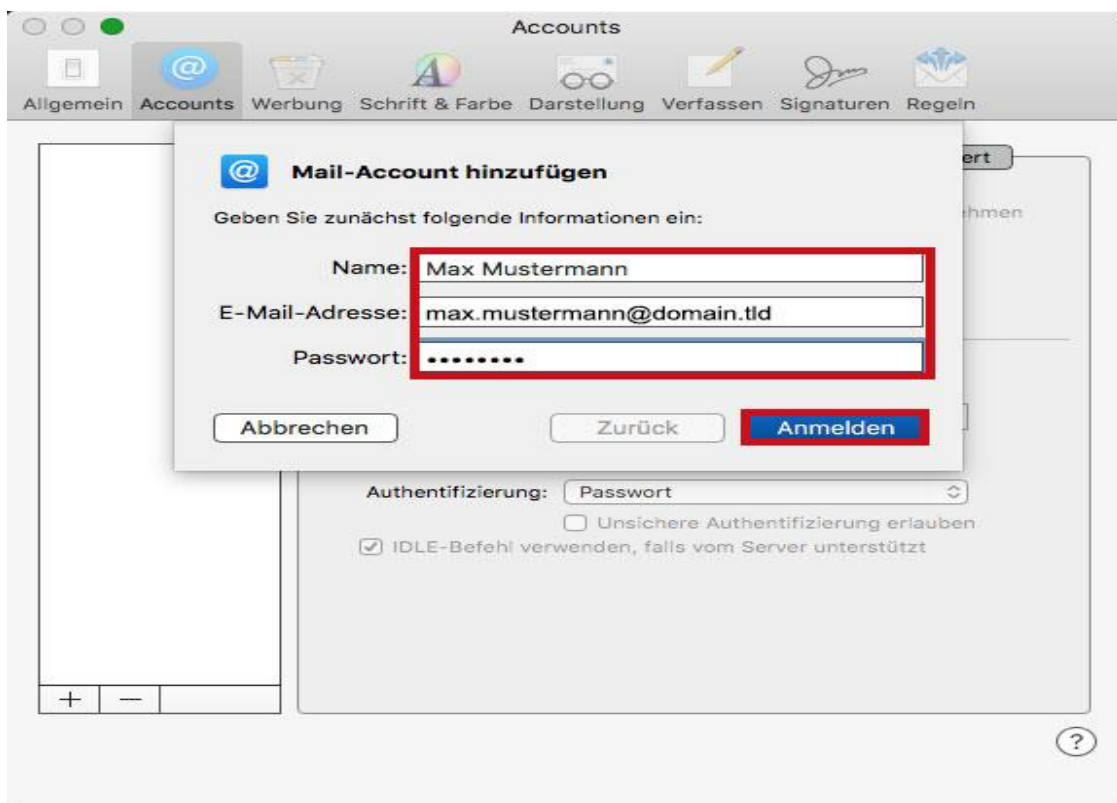 Accounts
Allgemein Accounts Werbung Schrift & Farbe Darstellung Verfassen Signaturen Regeln
ert
Mail-Account hinzufügen
Geben Sie zunächst folgende Informationen ein:
hmen
Name: Max Mustermann
E-Mail-Adresse: max.mustermann@domain.tld
Passwort: ••••••••
Abbrechen Zurück Anmelden
Authentifizierung: Passwort
Unsichere Authentifizierung erlauben
IDLE-Befehl verwenden, falls vom Server unterstützt
+ −
?